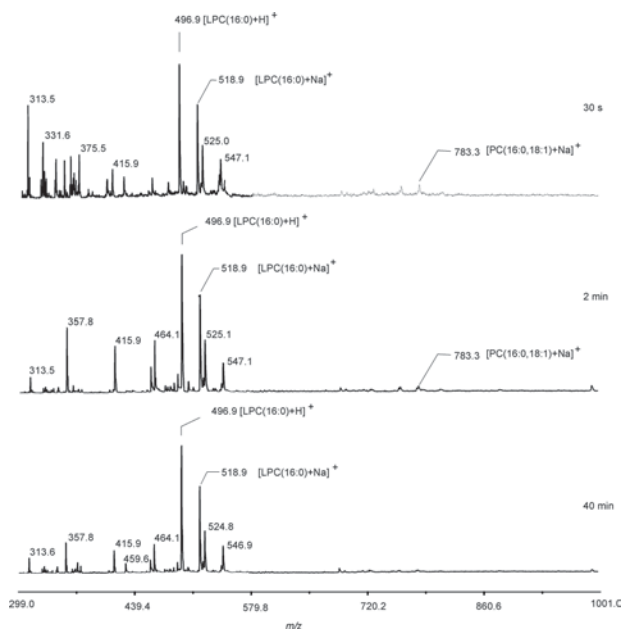 496.9 [LPC(16:0)+H]+
518.9 [LPC(16:0)+Na]+
313.5
30 s
331.6
525.0
375.5
547.1
783.3 [PC(16:0,18:1)+Na]+
415.9
496.9 [LPC(16:0)+H]+
518.9 [LPC(16:0)+Na]+
2 min
357.8
525.1
415.9
464.1
547.1
783.3 [PC(16:0,18:1)+Na]+
313.5
496.9 [LPC(16:0)+H]+
518.9 [LPC(16:0)+Na]+
40 min
357.8
524.8
415.9
464.1
546.9
313.6
459.6
299.0 439.4 579.8 720.2 860.6 1001.0
m/z